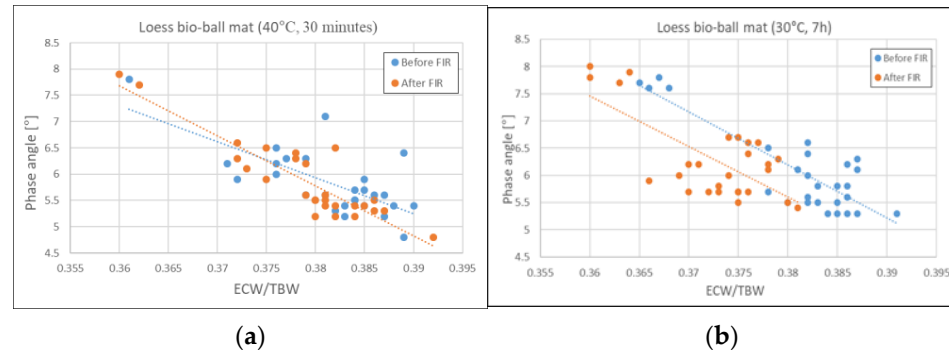 Loess bio-ball mat (40°C, 30 minutes)
Phase angle [°]
8.5
8
7.5
7
6.5
6
5.5
5
4.5
Before FIR
After FIR
0.355 0.36 0.365 0.37 0.375 0.38 0.385 0.39 0.395
ECW/TBW
(a)
Loess bio-ball mat (30°C, 7h)
Phase angle [°]
8.5
8
7.5
7
6.5
6
5.5
5
4.5
Before FIR
After FIR
0.355 0.36 0.365 0.37 0.375 0.38 0.385 0.39 0.395
ECW/TBW
(b)